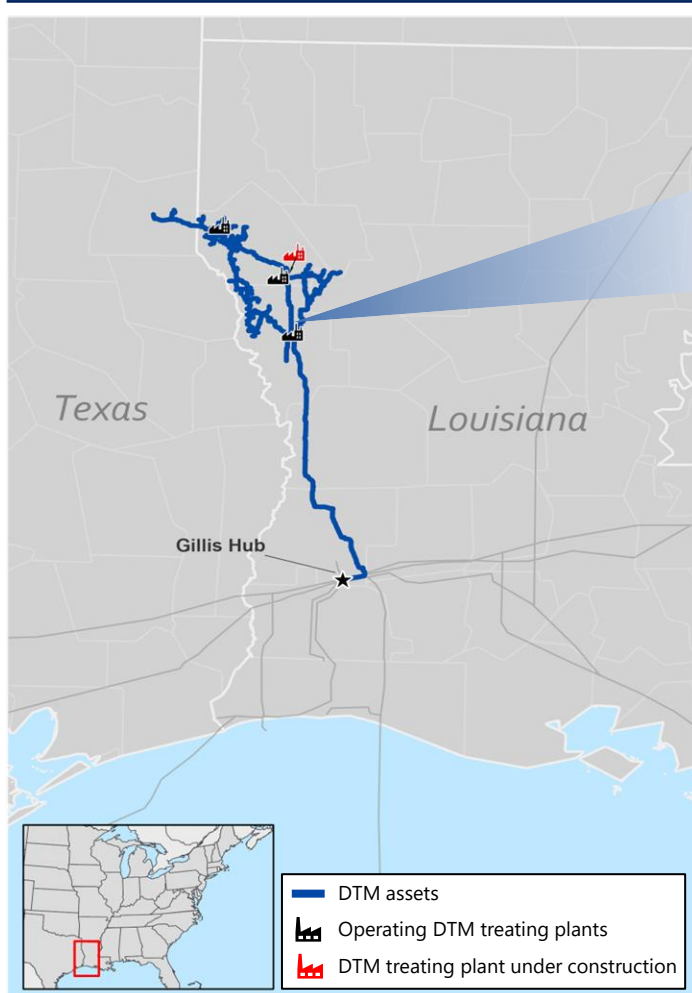 Texas
Louisiana
Gillis Hub
DTM assets
Operating DTM treating plants
DTM treating plant under construction